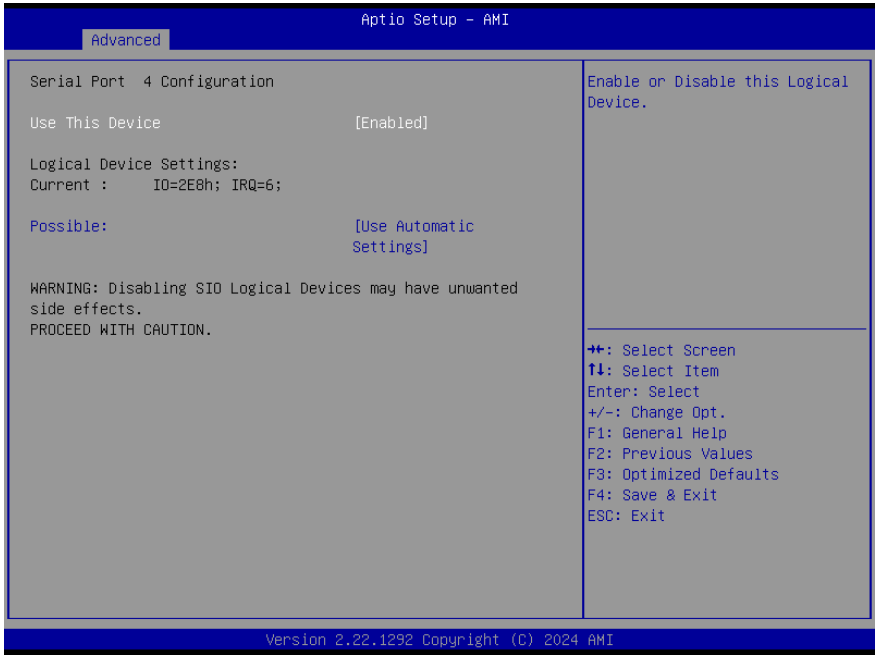 Aptio Setup - AMI
Advanced
Serial Port 4 Configuration
Use This Device [Enabled]
Logical Device Settings:
Current : IO=2E8h; IRQ=6;
Possible: [Use Automatic
Settings]
WARNING: Disabling SIO Logical Devices may have unwanted
side effects.
PROCEED WITH CAUTION.
Enable or Disable this Logical
Device.
→←: Select Screen
↑↓: Select Item
Enter: Select
+/-: Change Opt.
F1: General Help
F2: Previous Values
F3: Optimized Defaults
F4: Save & Exit
ESC: Exit
Version 2.22.1292 Copyright (C) 2024 AMI